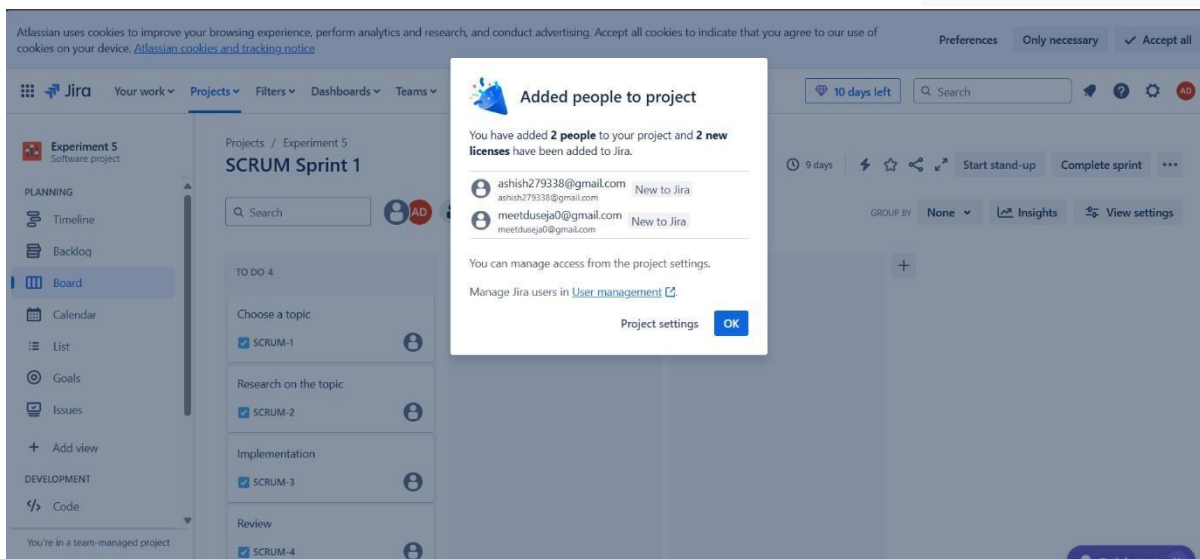 Atlassian uses cookies to improve your browsing experience, perform analytics and research, and conduct advertising. Accept all cookies to indicate that you agree to our use of
cookies on your device. Atlassian cookies and tracking notice
Preferences
Only necessary
Accept all
Jira
Your work
Projects
Filters
Dashboards
Teams
10 days left
Search
AD
Experiment 5
Software project
PLANNING
Timeline
Backlog
Board
Calendar
List
Goals
Issues
+ Add view
DEVELOPMENT
Code
You're in a team-managed project
Projects / Experiment 5
SCRUM Sprint 1
9 days
Start stand-up
Complete sprint
Search
AD
GROUP BY
None
Insights
View settings
TO DO 4
Choose a topic
SCRUM-1
Research on the topic
SCRUM-2
Implementation
SCRUM-3
Review
SCRUM-4
Added people to project
You have added 2 people to your project and 2 new
licenses have been added to Jira.
ashish279338@gmail.com New to Jira
ashish279338@gmail.com
meetduseja0@gmail.com New to Jira
meetduseja0@gmail.com
You can manage access from the project settings.
Manage Jira users in User management.
Project settings
OK